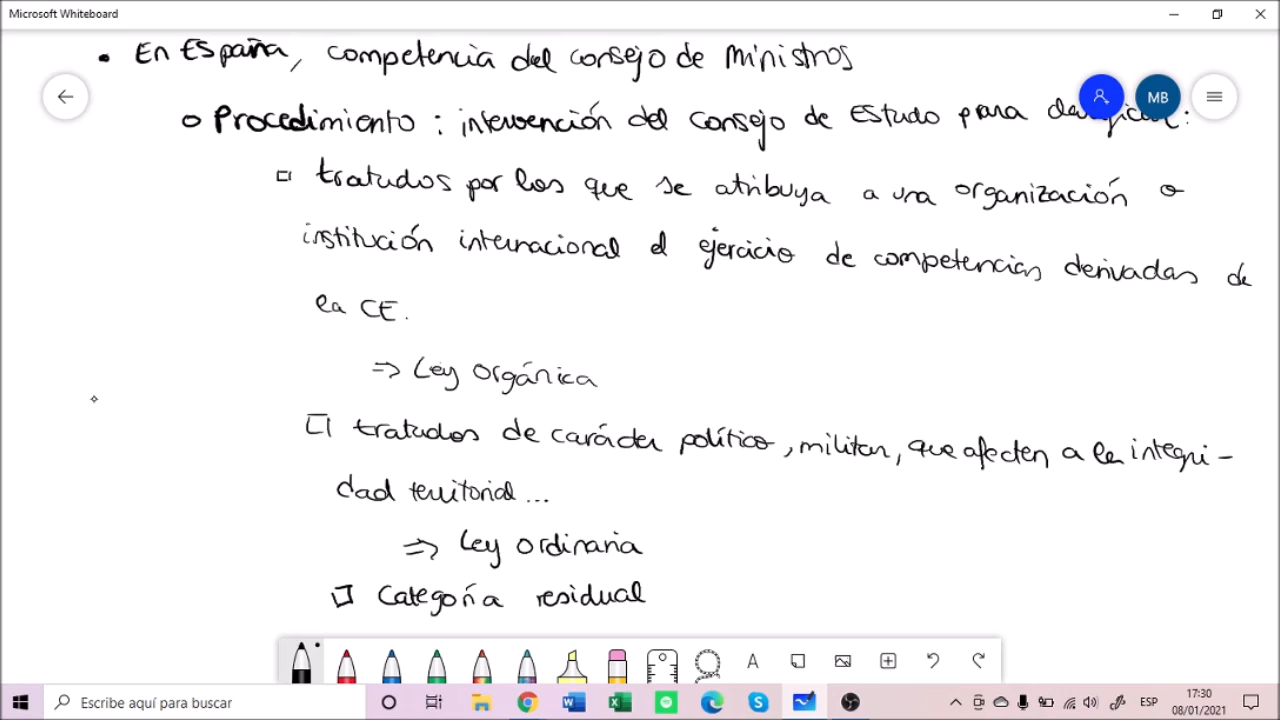 Microsoft Whiteboard
• En España, competencia del consejo de Ministros
MB
o Procedimiento : intervención del consejo de Estudo para
□ tratudos por los que se atribuya a una organización o
institución internacional el ejercicio de competencias derivadas de
la CE.
⇒ Ley orgánica
□ tratudos de carácter político, militar, que afecten a la integri-
dad territorial...
⇒ Ley ordinaria
□ Categoría residual
A
Escribe aquí para buscar
ESP
17:30
08/01/2021